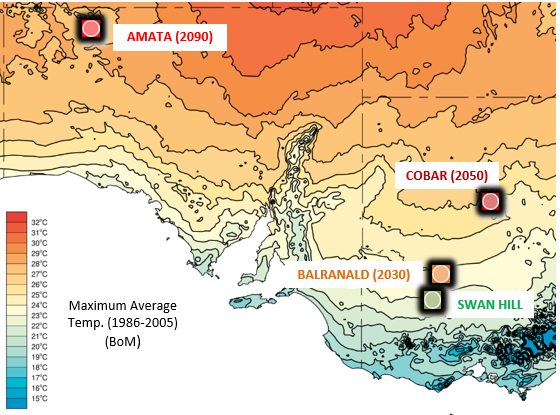 AMATA (2090)
COBAR (2050)
BALRANALD (2030)
SWAN HILL
32°C
31°C
30°C
29°C
28°C
27°C
26°C
25°C
24°C
23°C
22°C
21°C
20°C
19°C
18°C
17°C
16°C
15°C
Maximum Average
Temp. (1986-2005)
(BoM)